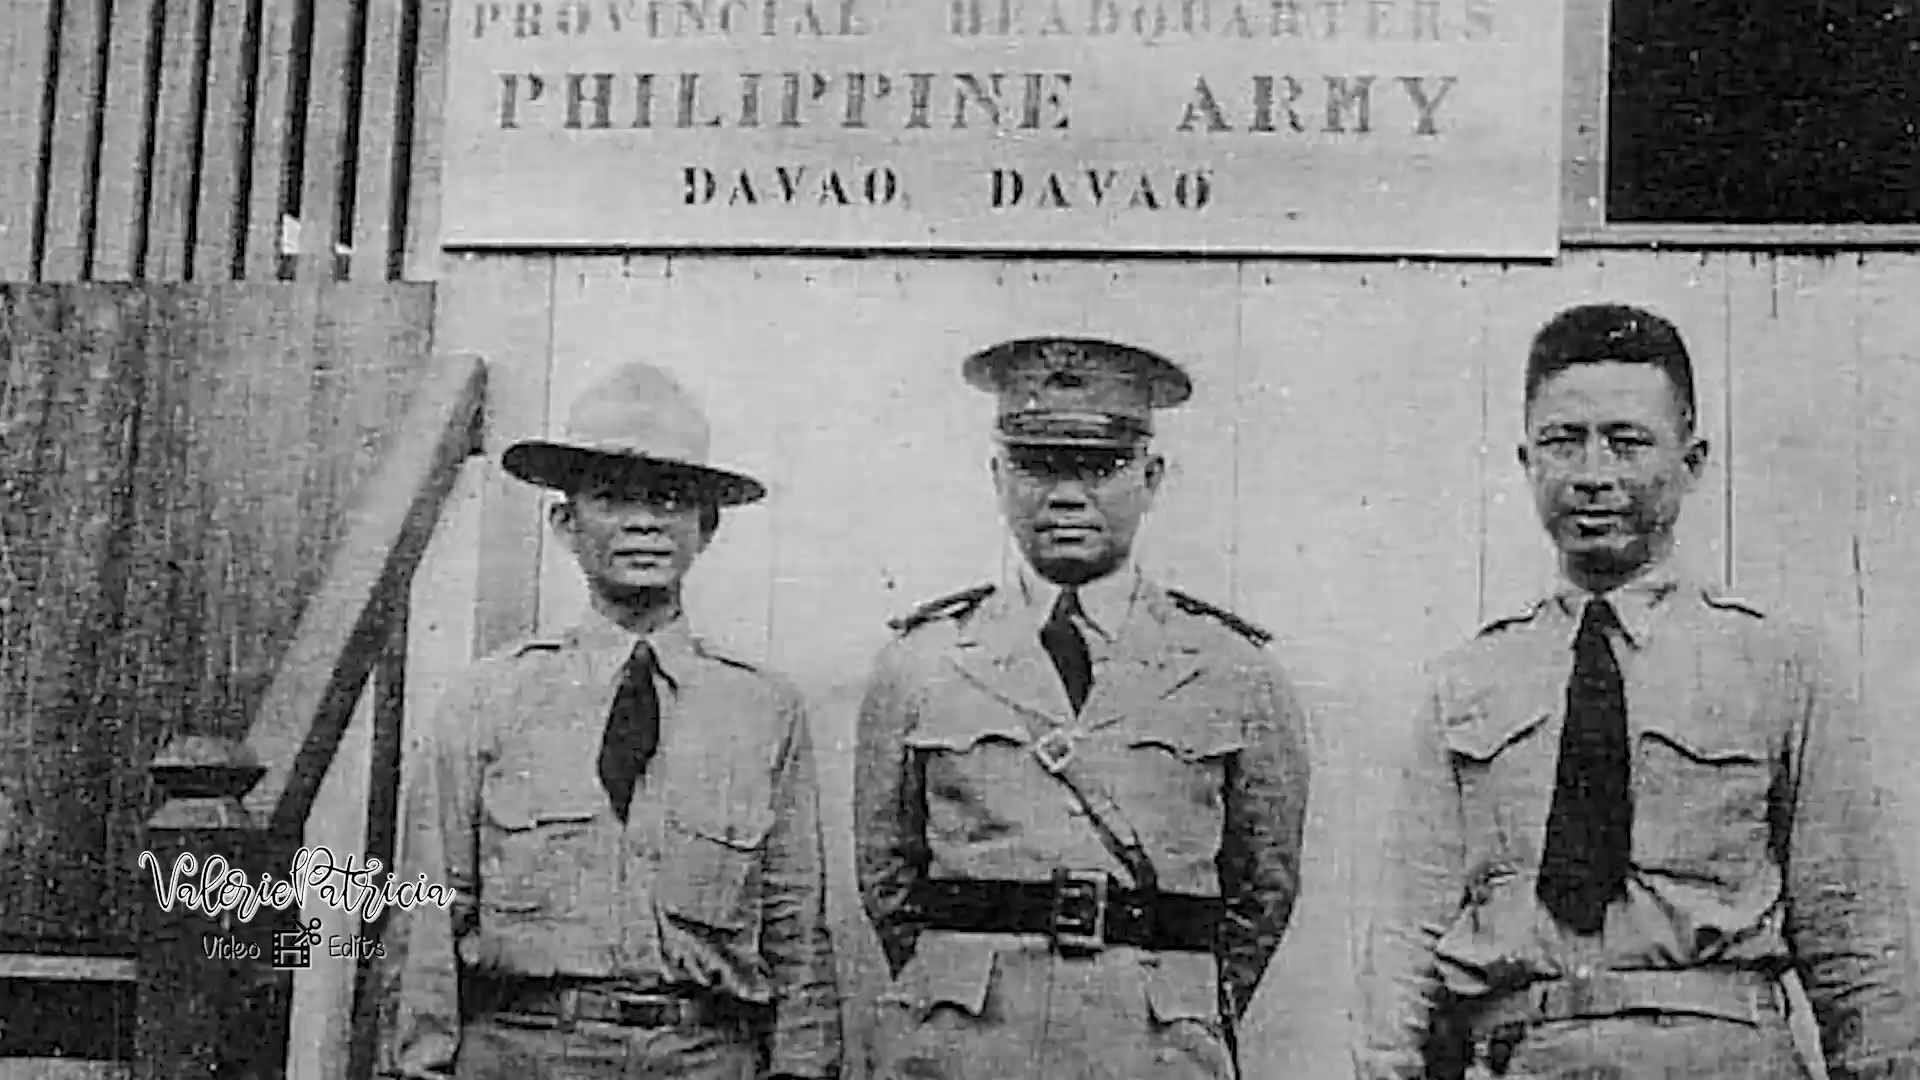 PROVINCIAL HEADQUARTERS
PHILIPPINE ARMY
DAVAO, DAVAO
ValeriePatricia
Video Edits